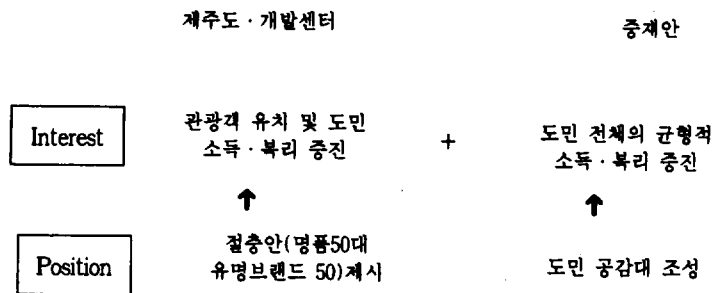 제주도 · 개발센터
중재안
Interest
관광객 유치 및 도민
소득 · 복리 증진
+
도민 전체의 균형적
소득 · 복리 증진
Position
절충안(명품50대
유명브랜드 50)제시
도민 공감대 조성